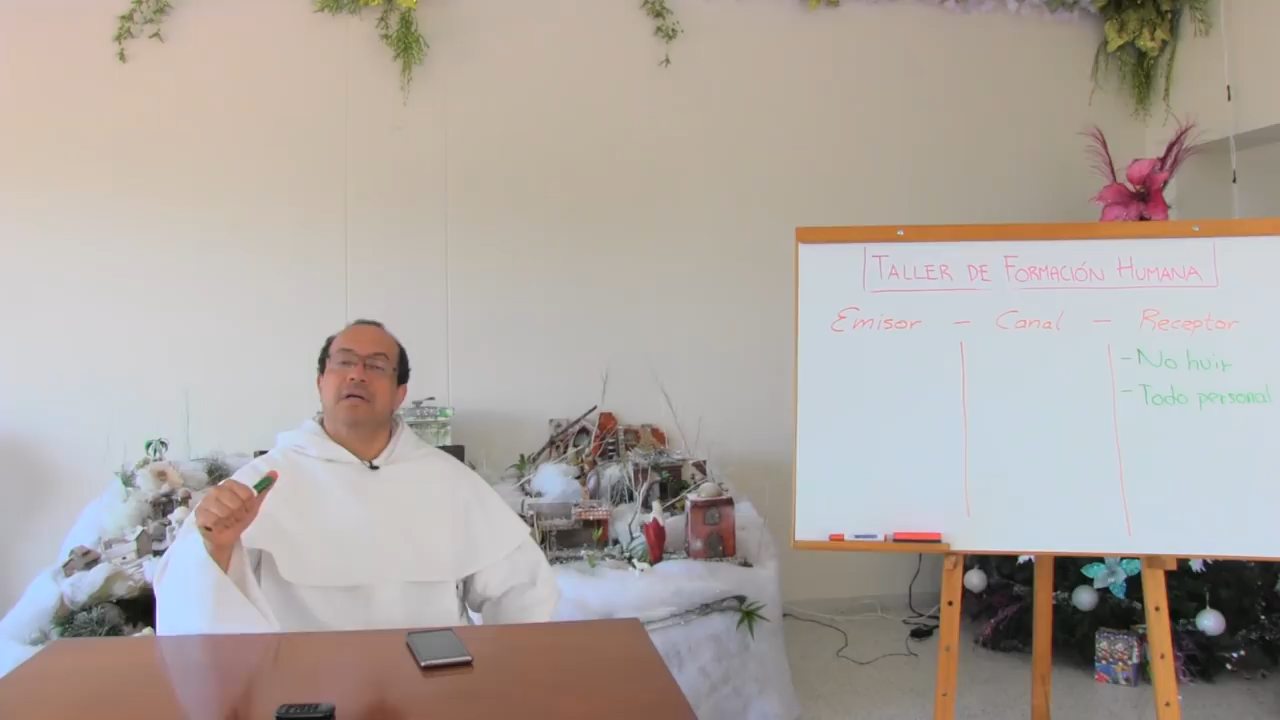 TALLER DE FORMACIÓN HUMANA
Emisor - Canal - Receptor
- No huir
- Todo personal